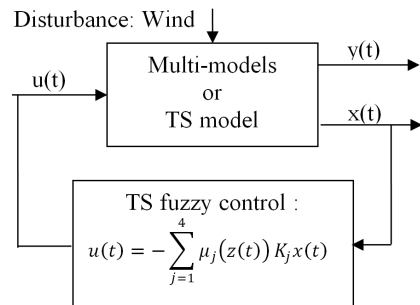 Disturbance: Wind
y(t)
Multi-models
u(t)
or
TS model
x(t)
TS fuzzy control :
u(t) = −∑_{j=1}^{4} μ_j(z(t)) K_j x(t)